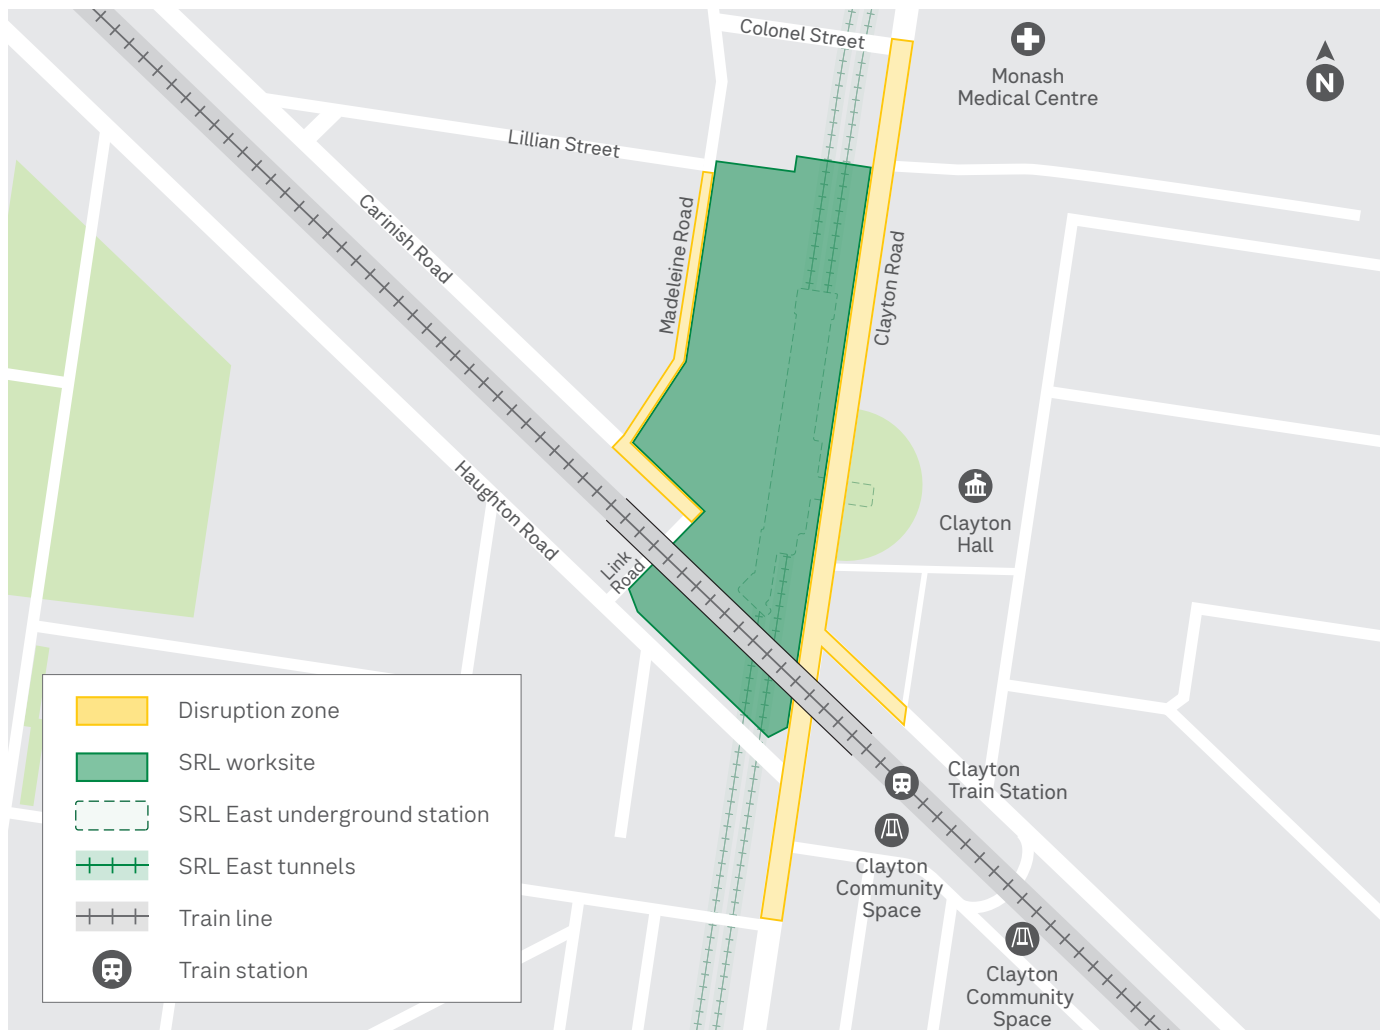 Colonel Street
Monash
Medical Centre
N
Lillian Street
Carinish Road
Madeleine Road
Clayton Road
Haughton Road
Link
Road
Clayton
Hall
Clayton
Train Station
Clayton
Community
Space
Clayton
Community
Space
Disruption zone
SRL worksite
SRL East underground station
SRL East tunnels
Train line
Train station